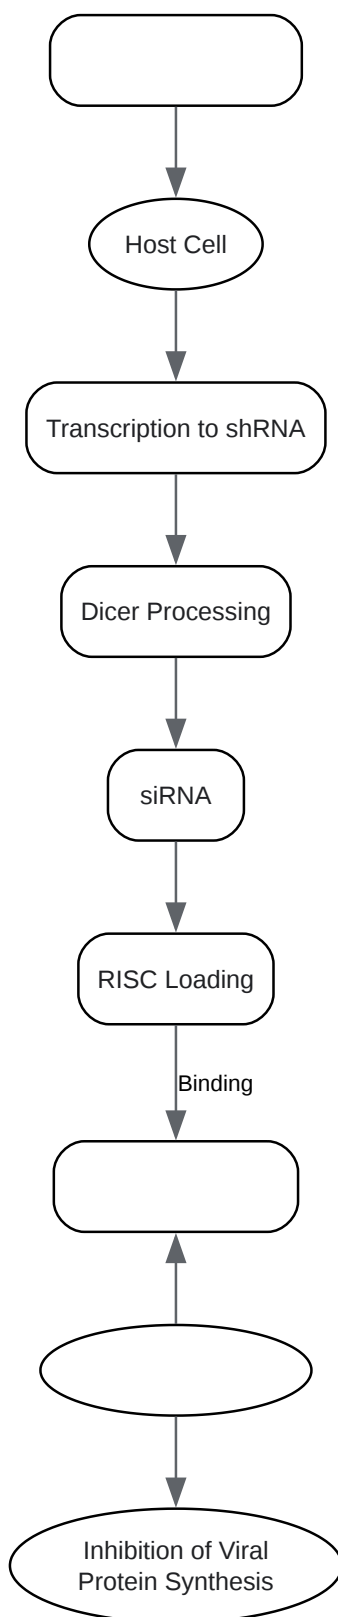 Host Cell
Transcription to shRNA
Dicer Processing
siRNA
RISC Loading
Binding
Inhibition of Viral
Protein Synthesis